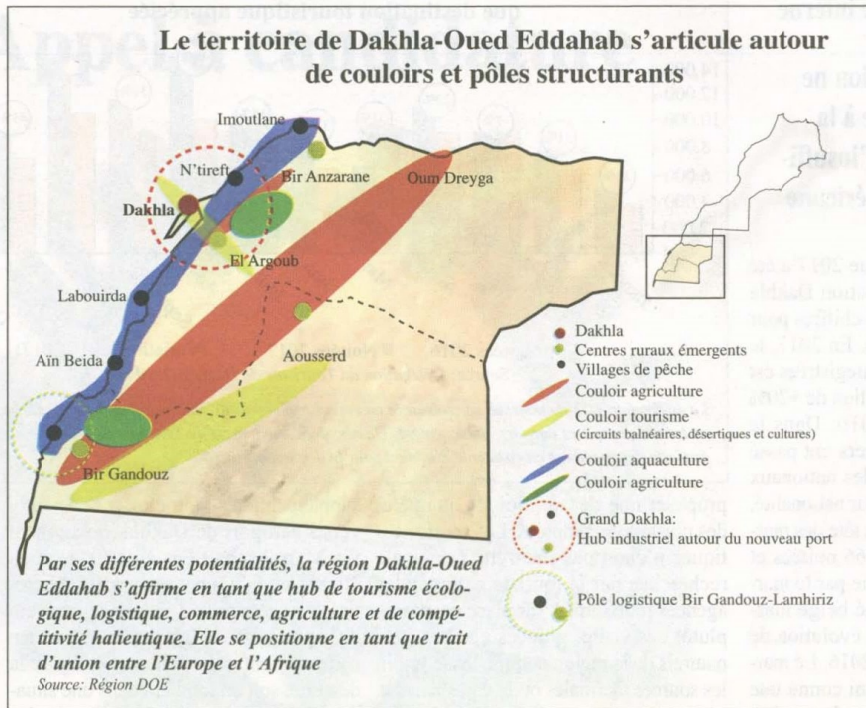 Le territoire de Dakhla-Oued Eddahab s'articule autour
de couloirs et pôles structurants
Imoutlane
N'tireft
Bir Anzarane
Oum Dreyga
Dakhla
El Argoub
Labouirda
Aousserd
Aïn Beida
Bir Gandouz
Dakhla
Centres ruraux émergents
Villages de pêche
Couloir agriculture
Couloir tourisme
(circuits balnéaires, désertiques et cultures)
Couloir aquaculture
Couloir agriculture
Grand Dakhla:
Hub industriel autour du nouveau port
Pôle logistique Bir Gandouz-Lamhiriz
Par ses différentes potentialités, la région Dakhla-Oued
Eddahab s'affirme en tant que hub de tourisme écolo-
gique, logistique, commerce, agriculture et de compé-
titivité halieutique. Elle se positionne en tant que trait
d'union entre l'Europe et l'Afrique
Source: Région DOE